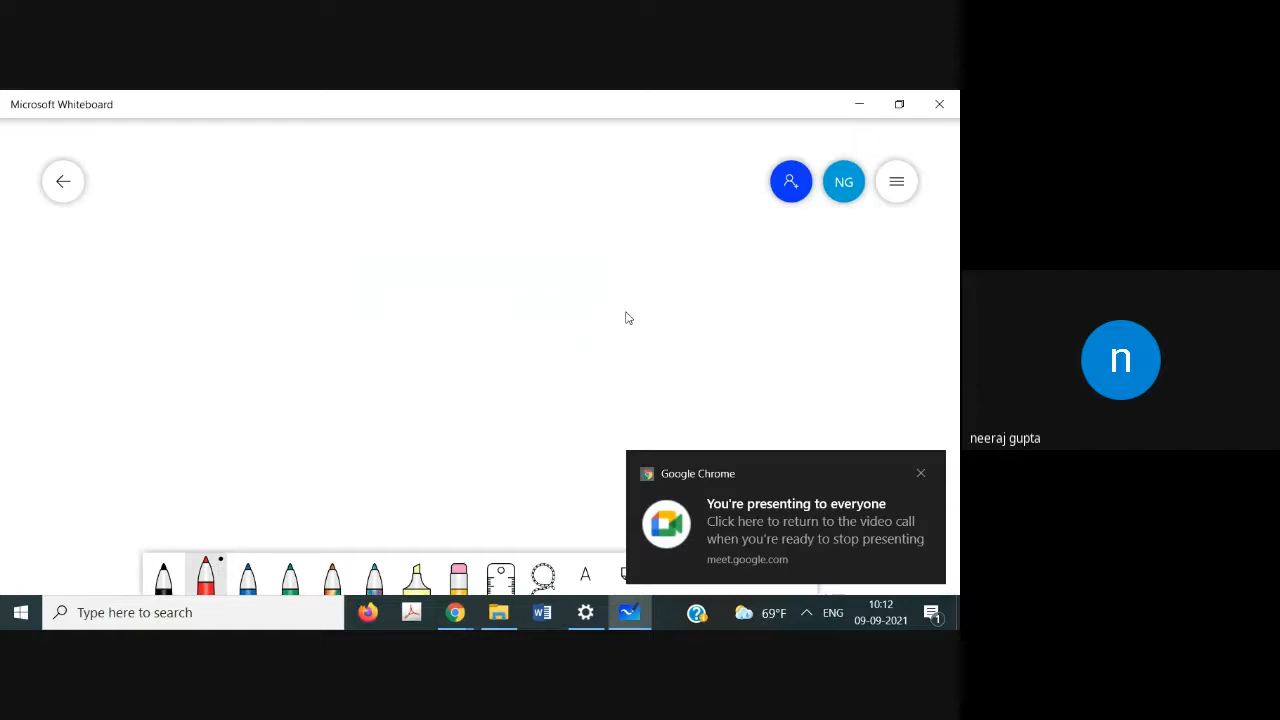 Microsoft Whiteboard
NG
n
neeraj gupta
Google Chrome
You're presenting to everyone
Click here to return to the video call
when you're ready to stop presenting
meet.google.com
A
Type here to search
69°F
ENG
10:12
09-09-2021
1